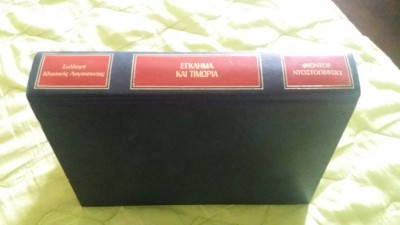 Συλλογή
Κλασικής Λογοτεχνίας
ΕΓΚΛΗΜΑ
ΚΑΙ ΤΙΜΩΡΙΑ
ΦΙΟΝΤΟΡ
ΝΤΟΣΤΟΓΙΕΦΣΚΙ